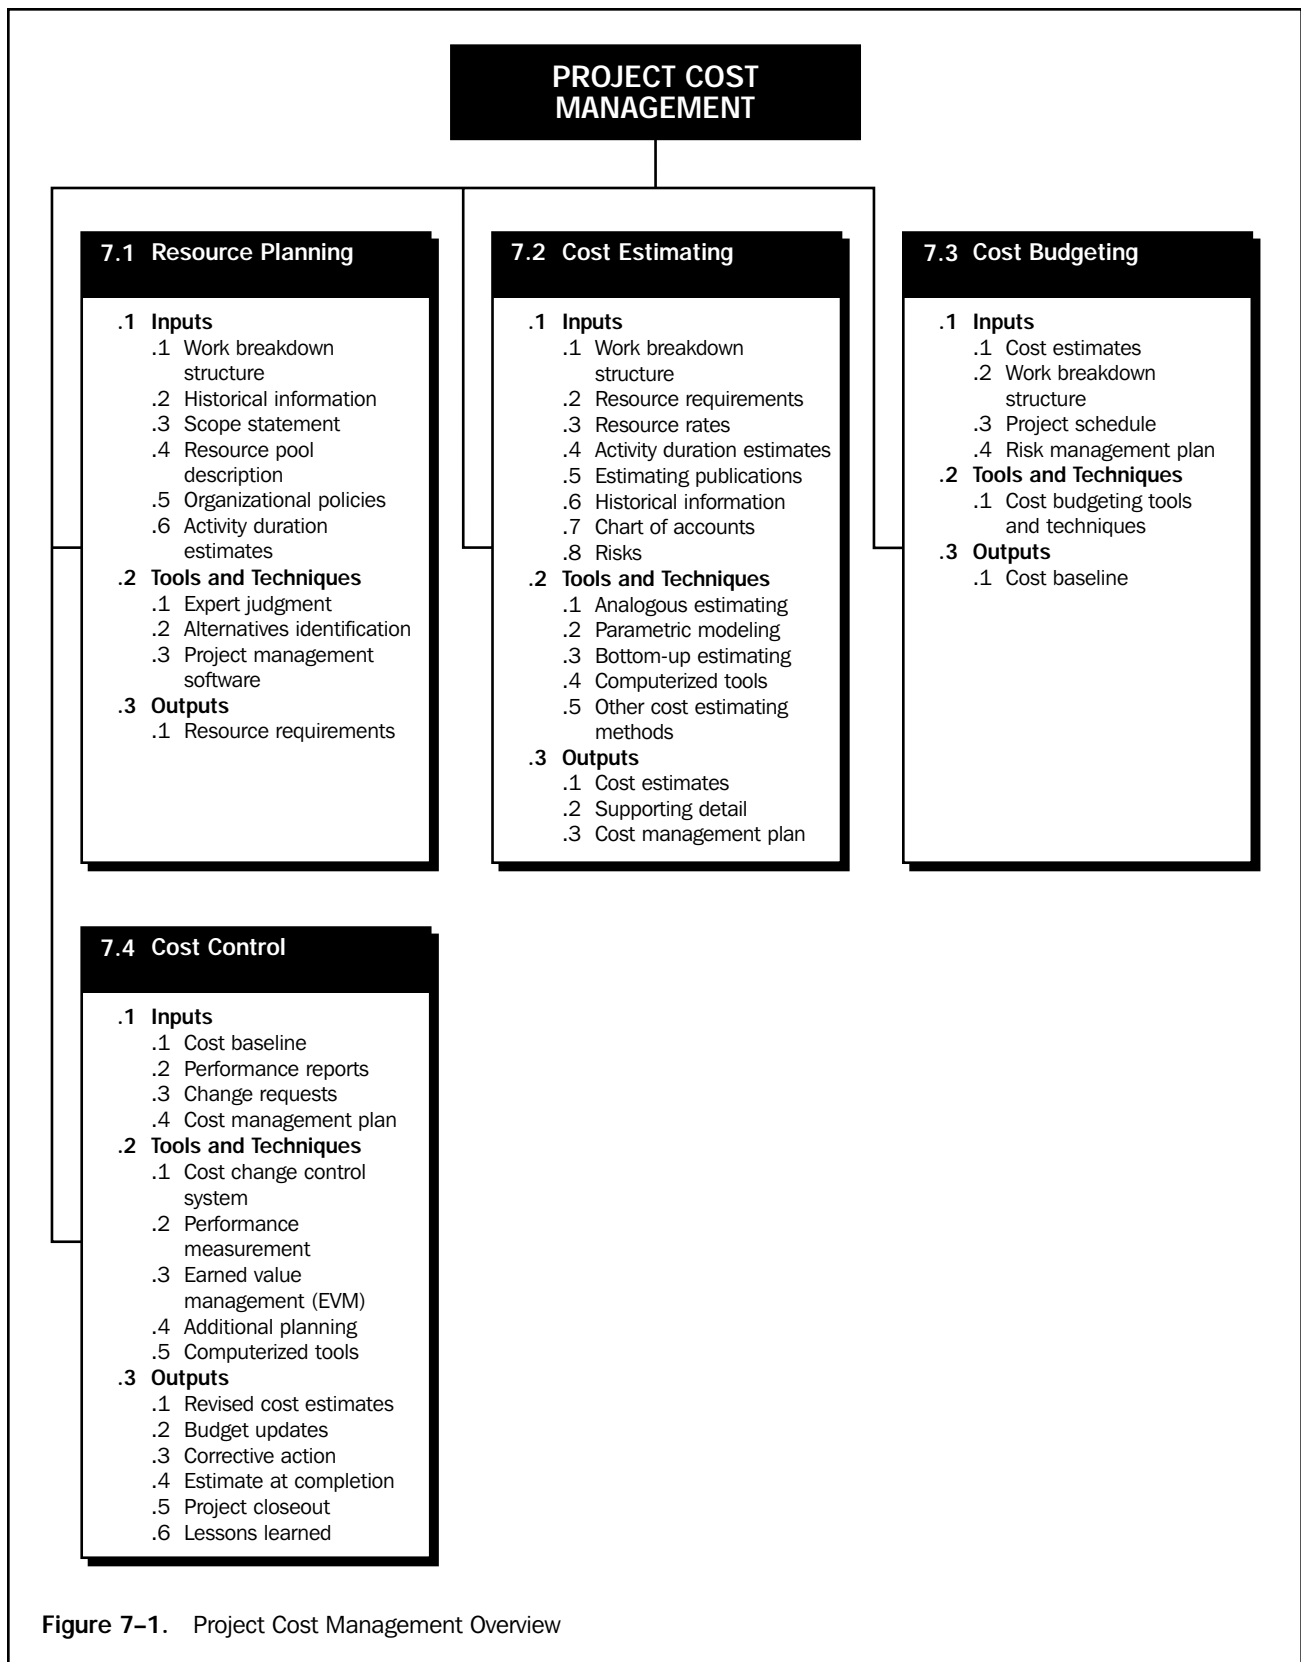 PROJECT COST
MANAGEMENT
7.1 Resource Planning
.1 Inputs
.1 Work breakdown
structure
.2 Historical information
.3 Scope statement
.4 Resource pool
description
.5 Organizational policies
.6 Activity duration
estimates
.2 Tools and Techniques
.1 Expert judgment
.2 Alternatives identification
.3 Project management
software
.3 Outputs
.1 Resource requirements
7.2 Cost Estimating
.1 Inputs
.1 Work breakdown
structure
.2 Resource requirements
.3 Resource rates
.4 Activity duration estimates
.5 Estimating publications
.6 Historical information
.7 Chart of accounts
.8 Risks
.2 Tools and Techniques
.1 Analogous estimating
.2 Parametric modeling
.3 Bottom-up estimating
.4 Computerized tools
.5 Other cost estimating
methods
.3 Outputs
.1 Cost estimates
.2 Supporting detail
.3 Cost management plan
7.3 Cost Budgeting
.1 Inputs
.1 Cost estimates
.2 Work breakdown
structure
.3 Project schedule
.4 Risk management plan
.2 Tools and Techniques
.1 Cost budgeting tools
and techniques
.3 Outputs
.1 Cost baseline
7.4 Cost Control
.1 Inputs
.1 Cost baseline
.2 Performance reports
.3 Change requests
.4 Cost management plan
.2 Tools and Techniques
.1 Cost change control
system
.2 Performance
measurement
.3 Earned value
management (EVM)
.4 Additional planning
.5 Computerized tools
.3 Outputs
.1 Revised cost estimates
.2 Budget updates
.3 Corrective action
.4 Estimate at completion
.5 Project closeout
.6 Lessons learned
Figure 7–1. Project Cost Management Overview